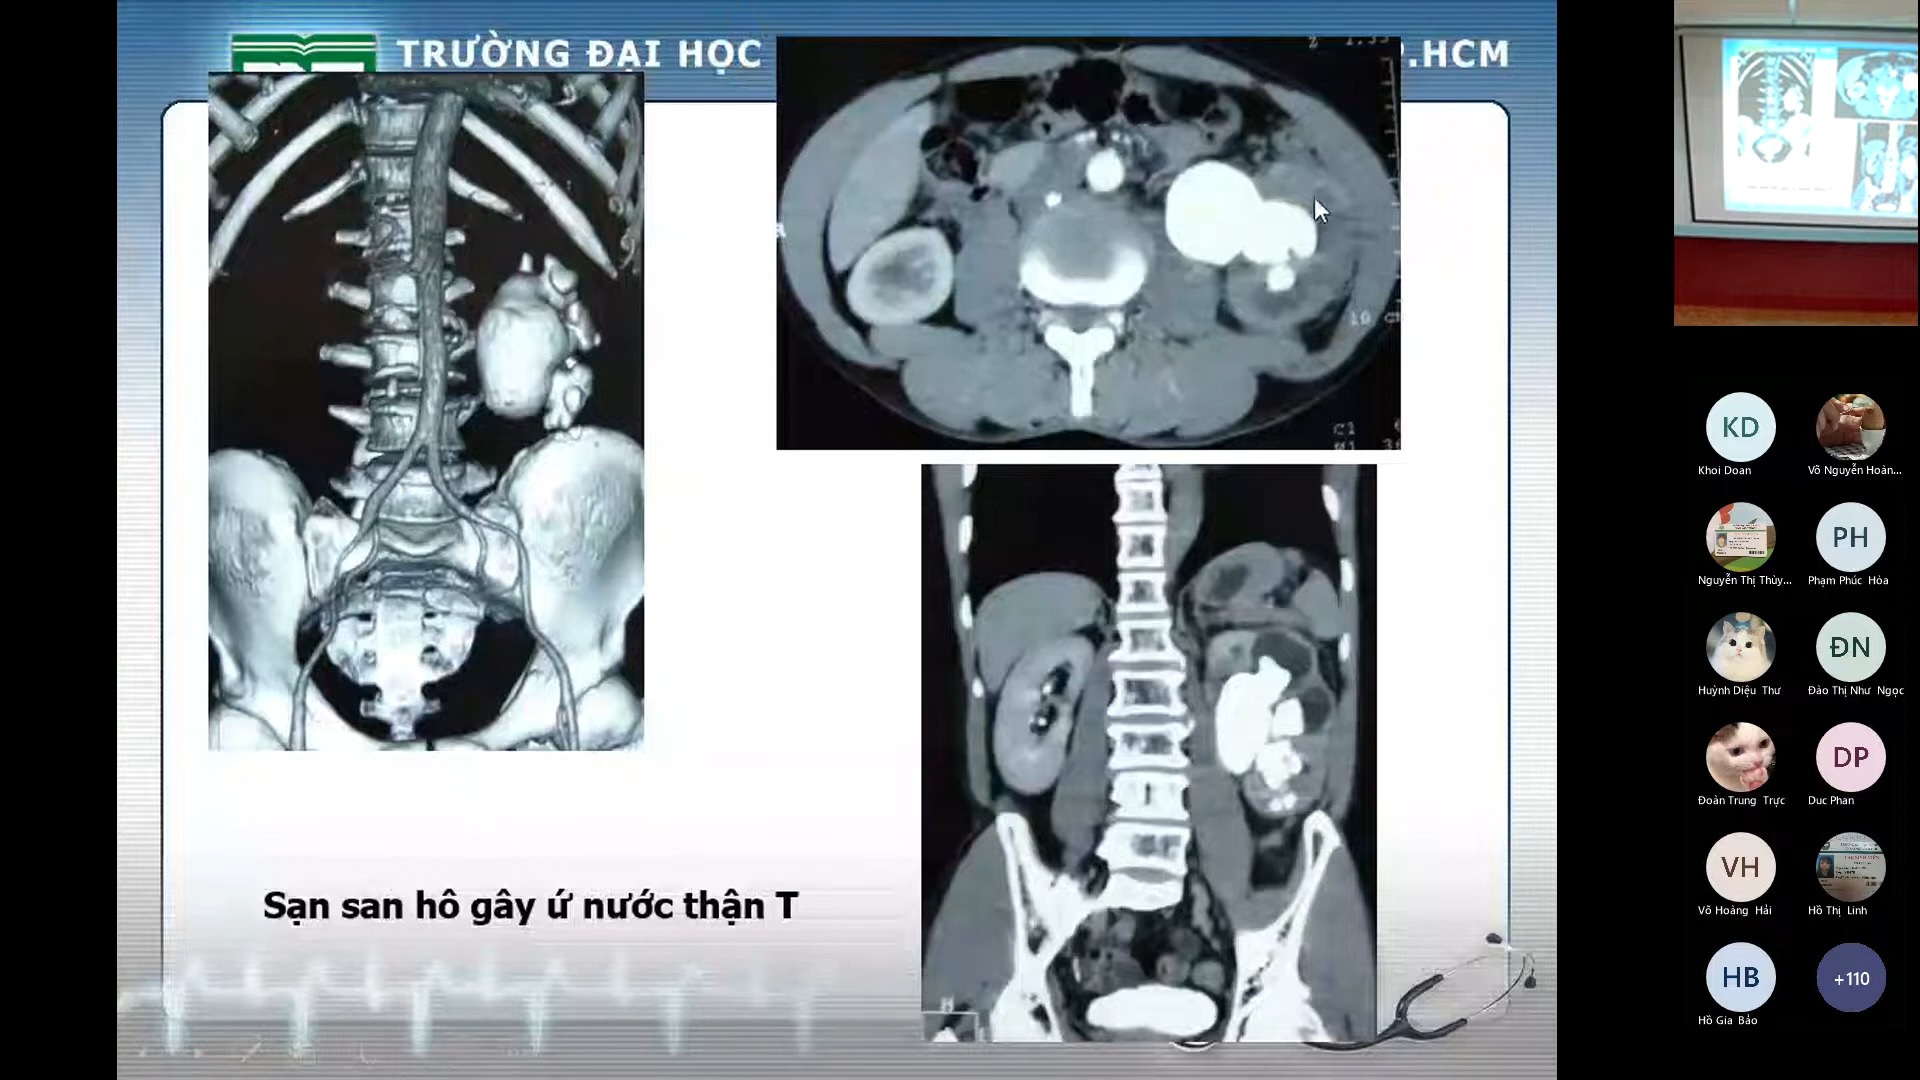 TRƯỜNG ĐẠI HỌC
P.HCM
10 C
C1
Sạn san hô gây ứ nước thận T
H
KD
Khoi Doan
Võ Nguyễn Hoàn...
Nguyễn Thị Thùy...
PH
Phạm Phúc Hòa
Huỳnh Diệu Thư
ĐN
Đào Thị Như Ngọc
Đoàn Trung Trực
DP
Duc Phan
VH
Võ Hoàng Hải
Hồ Thị Linh
HB
Hồ Gia Bảo
+110